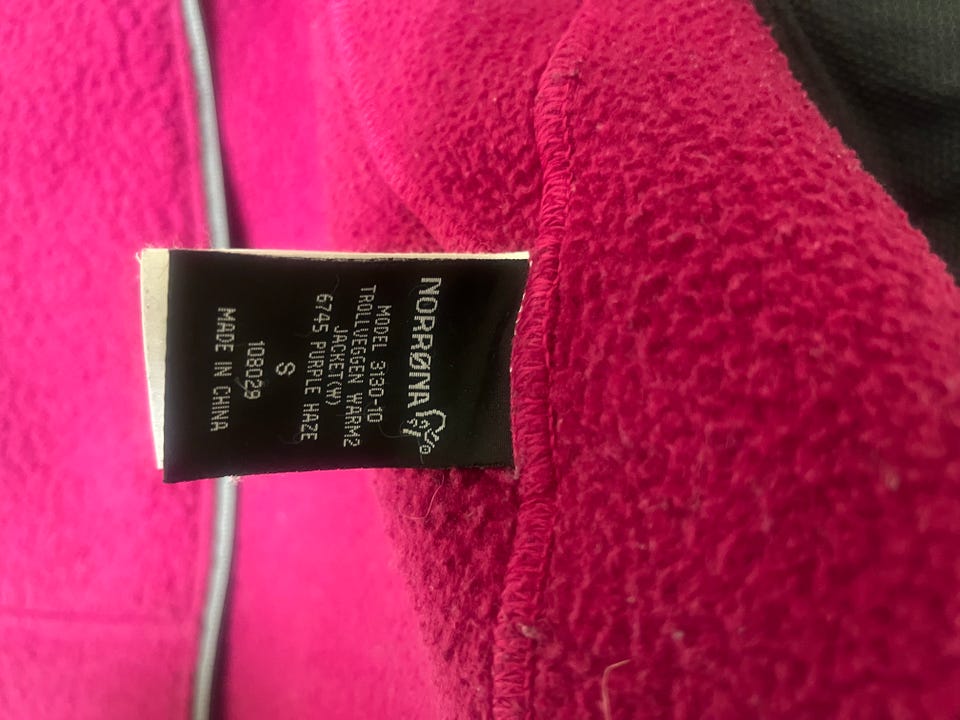 NORRØNA
MODEL 3130-10
TROLLVEGGEN WARM2
JACKET(W)
6745 PURPLE HAZE
S
108029
MADE IN CHINA